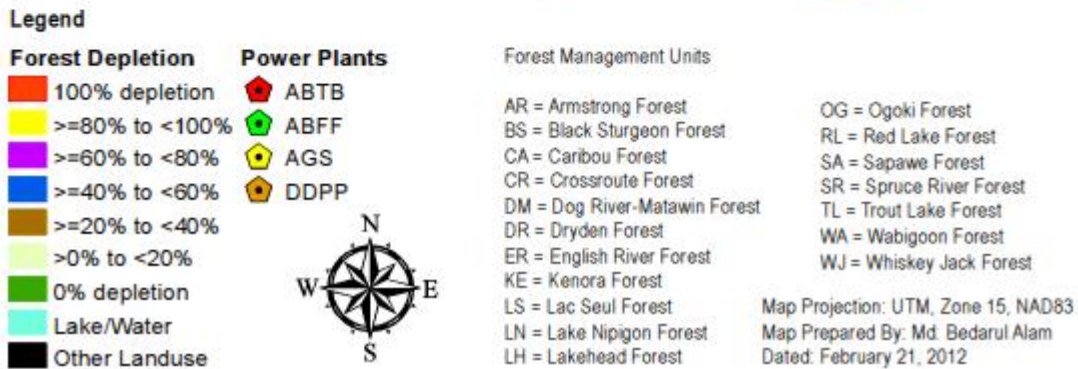 Legend
Forest Depletion
100% depletion
>=80% to <100%
>=60% to <80%
>=40% to <60%
>=20% to <40%
>0% to <20%
0% depletion
Lake/Water
Other Landuse
Power Plants
ABTB
ABFF
AGS
DDPP
N
W
E
S
Forest Management Units
AR = Armstrong Forest
BS = Black Sturgeon Forest
CA = Caribou Forest
CR = Crossroute Forest
DM = Dog River-Matawin Forest
DR = Dryden Forest
ER = English River Forest
KE = Kenora Forest
LS = Lac Seul Forest
LN = Lake Nipigon Forest
LH = Lakehead Forest
OG = Ogoki Forest
RL = Red Lake Forest
SA = Sapawe Forest
SR = Spruce River Forest
TL = Trout Lake Forest
WA = Wabigoon Forest
WJ = Whiskey Jack Forest
Map Projection: UTM, Zone 15, NAD83
Map Prepared By: Md. Bedarul Alam
Dated: February 21, 2012